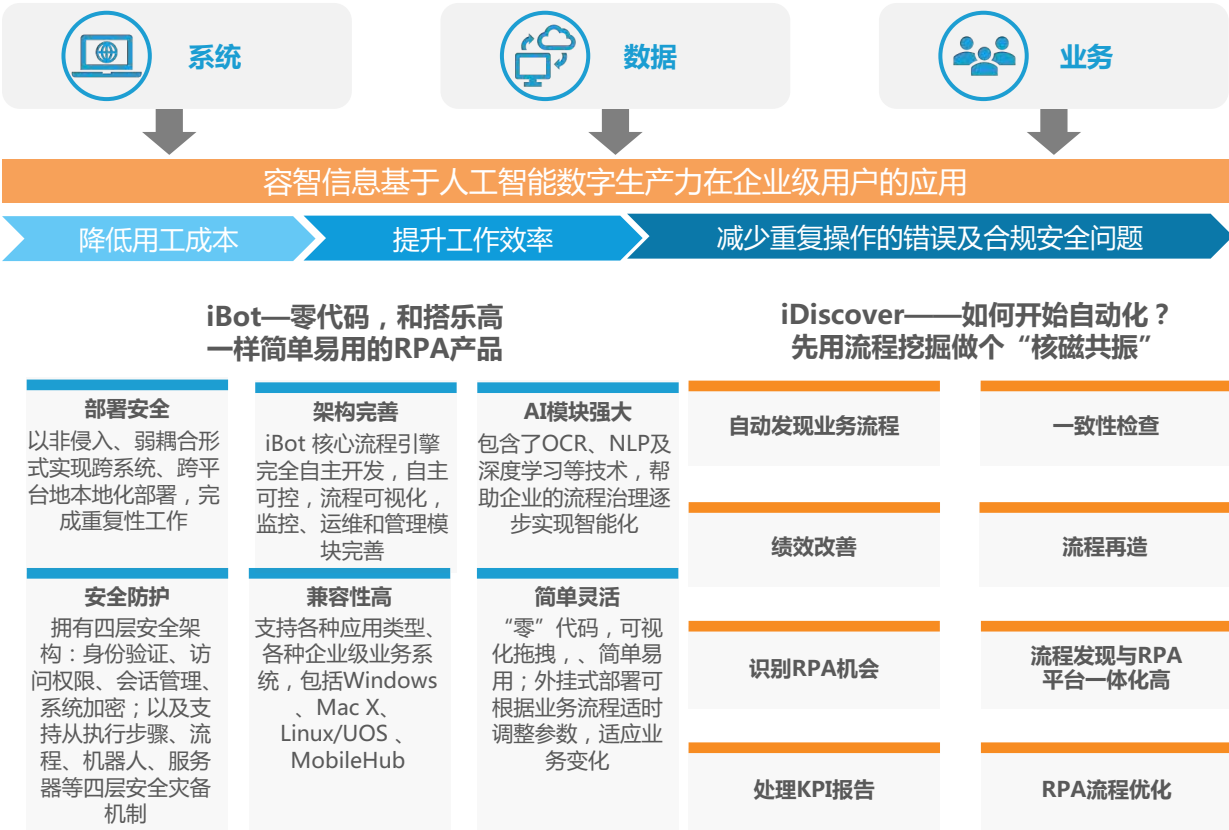 系统
数据
业务
容智信息基于人工智能数字生产力在企业级用户的应用
降低用工成本
提升工作效率
减少重复操作的错误及合规安全问题
iBot—零代码，和搭乐高
一样简单易用的RPA产品
部署安全
以非侵入、弱耦合形
式实现跨系统、跨平
台地本地化部署，完
成重复性工作
架构完善
iBot 核心流程引擎
完全自主开发，自主
可控，流程可视化，
监控、运维和管理模
块完善
AI模块强大
包含了OCR、NLP及
深度学习等技术，帮
助企业的流程治理逐
步实现智能化
安全防护
拥有四层安全架
构：身份验证、访
问权限、会话管理、
系统加密；以及支
持从执行步骤、流
程、机器人、服务
器等四层安全灾备
机制
兼容性高
支持各种应用类型、
各种企业级业务系
统，包括Windows
、Mac X、
Linux/UOS 、
MobileHub
简单灵活
“零”代码，可视
化拖拽，、简单易
用；外挂式部署可
根据业务流程适时
调整参数，适应业
务变化
iDiscover——如何开始自动化？
先用流程挖掘做个“核磁共振”
自动发现业务流程
一致性检查
绩效改善
流程再造
识别RPA机会
流程发现与RPA
平台一体化高
处理KPI报告
RPA流程优化